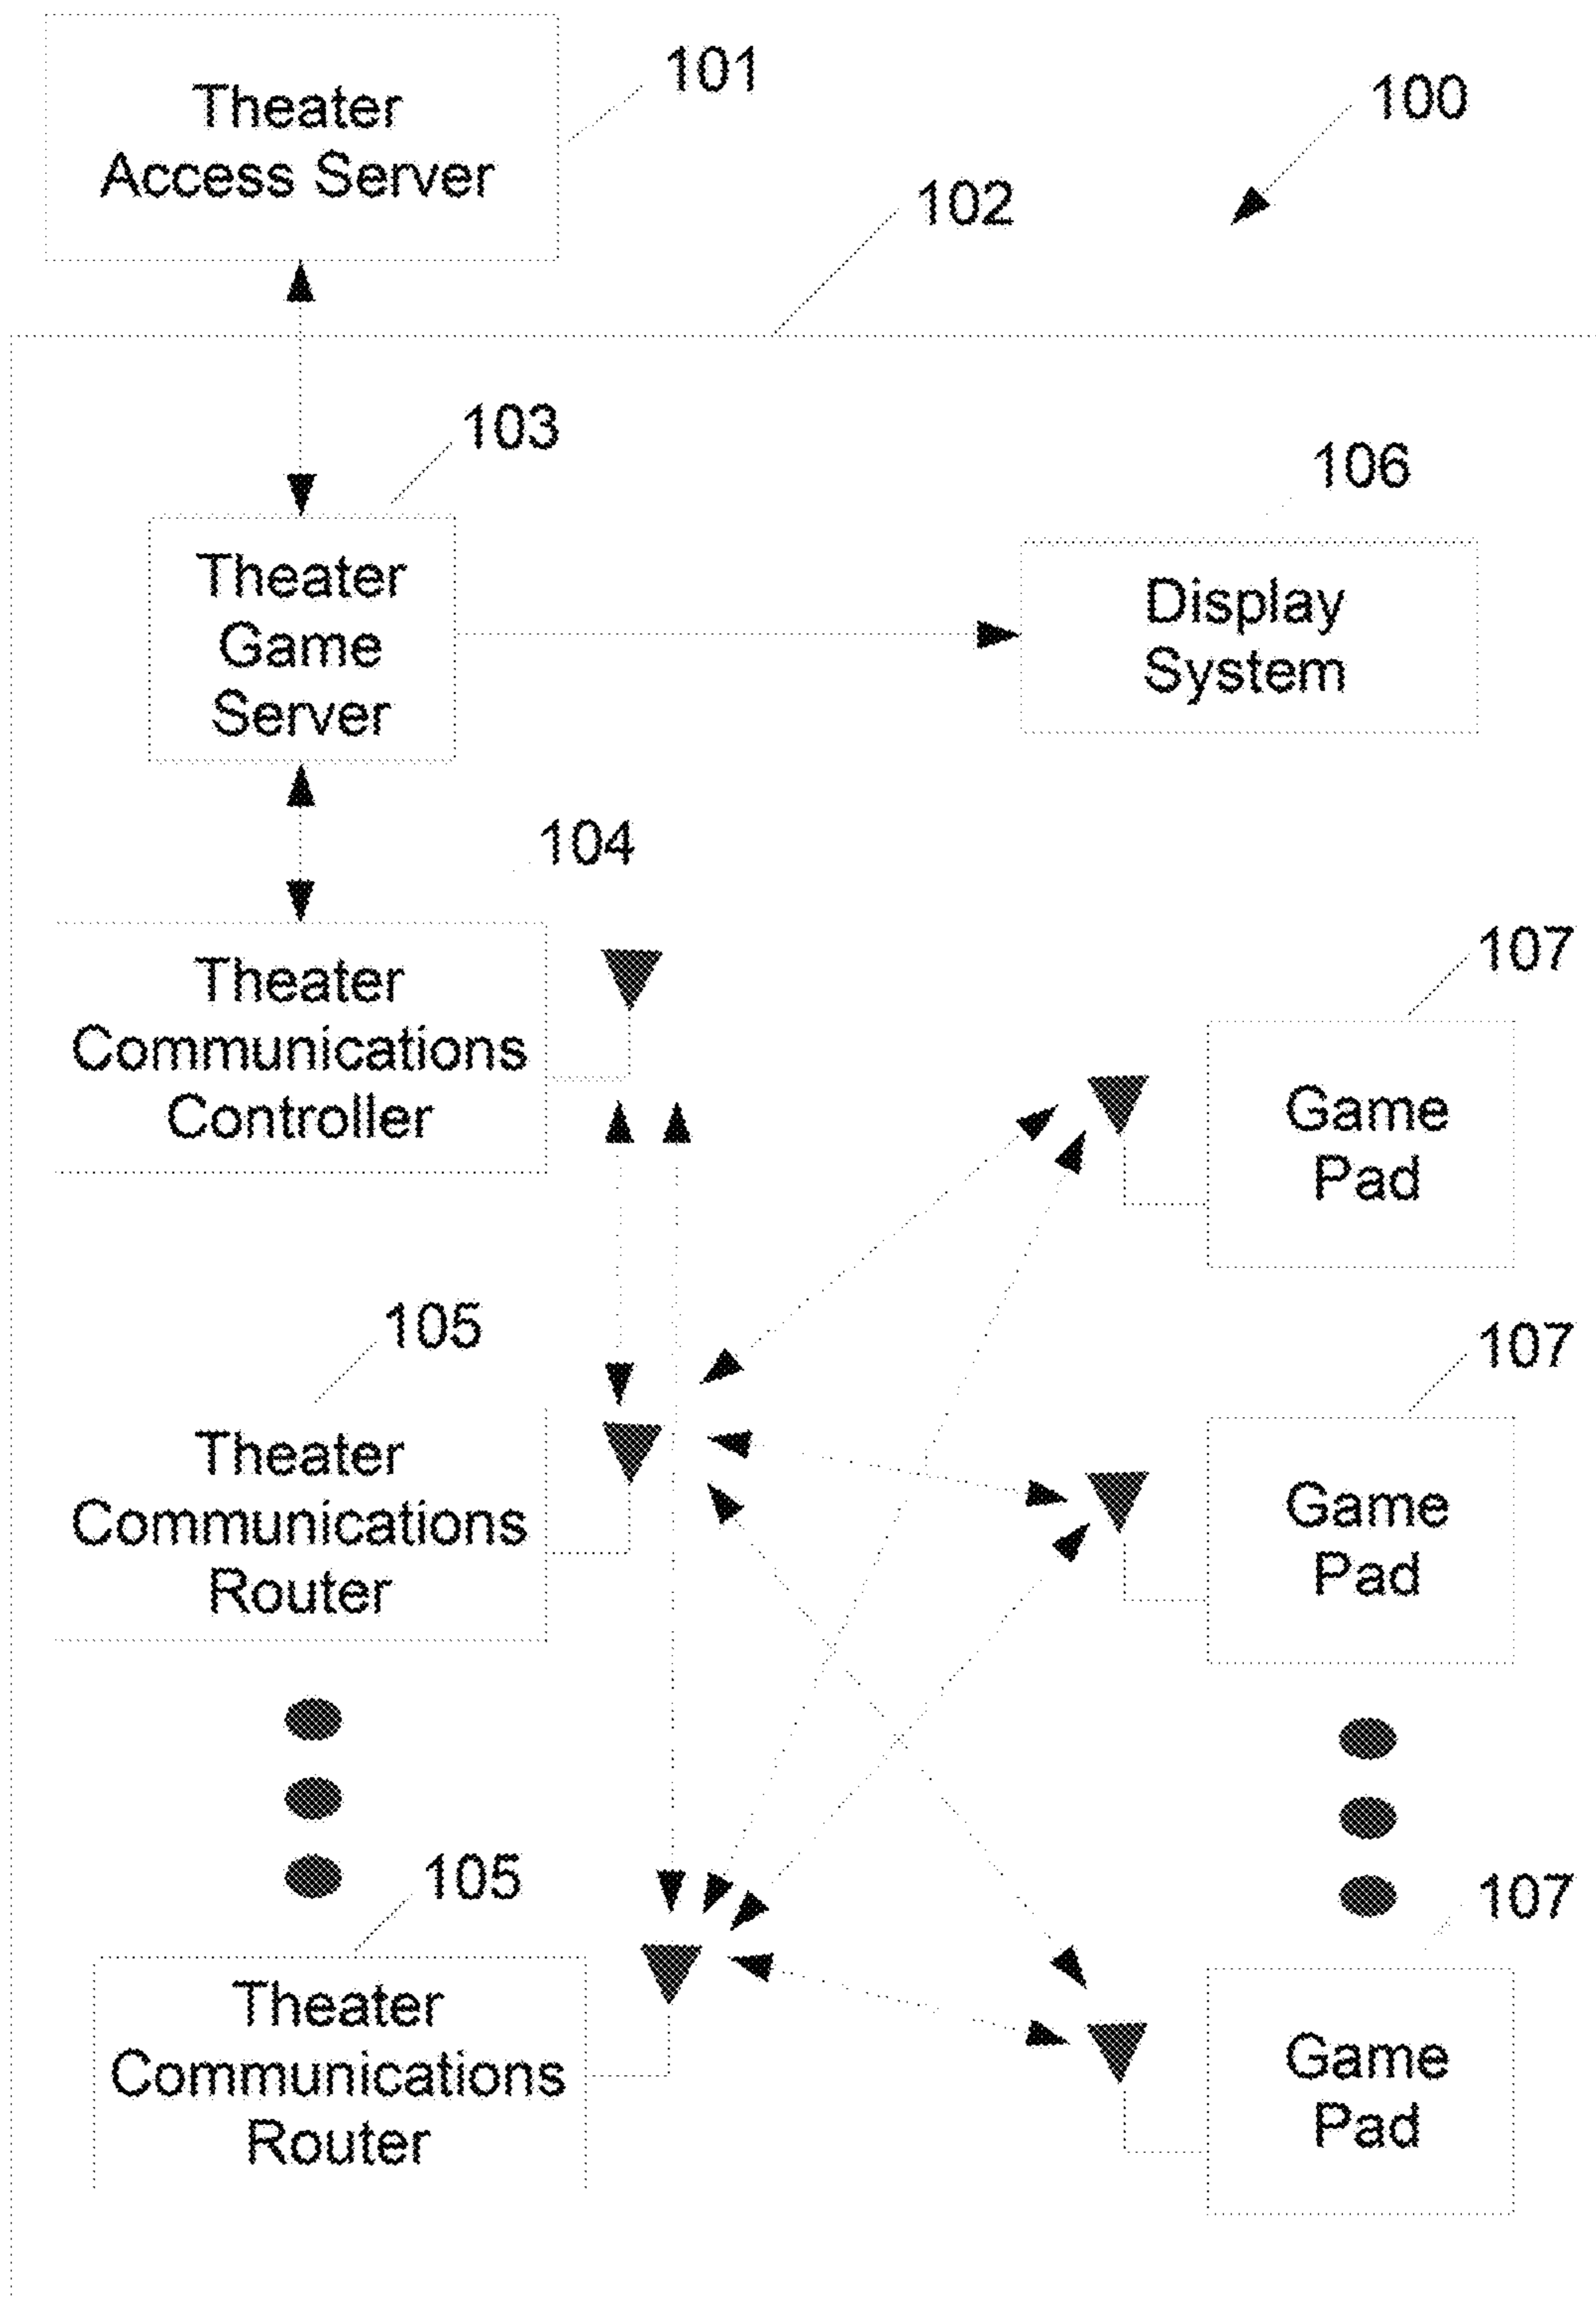 101
Theater
Access Server
100
102
103
106
Theater
Game
Server
Display
System
104
Theater
Communications
Controller
107
Game
Pad
105
Theater
Communications
Router
107
Game
Pad
105
Theater
Communications
Router
107
Game
Pad